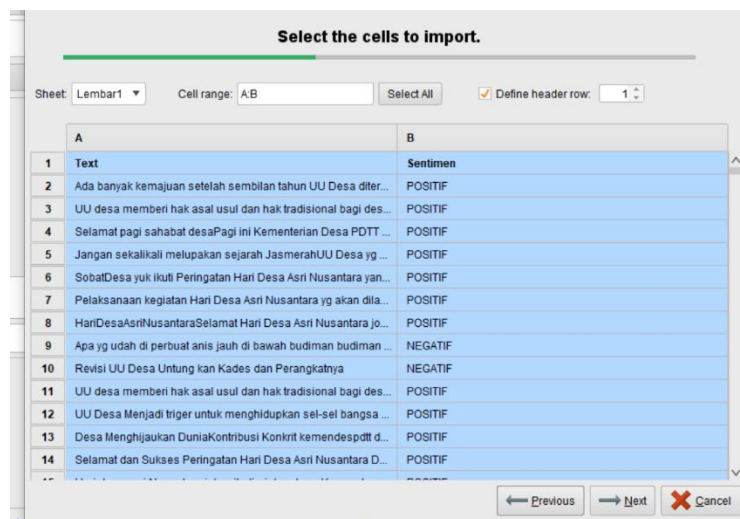 Select the cells to import.
Sheet: Lembar1 Cell range: A:B Select All Define header row: 1
A B
1 Text Sentimen
2 Ada banyak kemajuan setelah sembilan tahun UU Desa diter... POSITIF
3 UU desa memberi hak asal usul dan hak tradisional bagi des... POSITIF
4 Selamat pagi sahabat desaPagi ini Kementerian Desa PDTT ... POSITIF
5 Jangan sekalikali melupakan sejarah JasmerahUU Desa yg ... POSITIF
6 SobatDesa yuk ikuti Peringatan Hari Desa Asri Nusantara yan... POSITIF
7 Pelaksanaan kegiatan Hari Desa Asri Nusantara yg akan dila... POSITIF
8 HariDesaAsriNusantaraSelamat Hari Desa Asri Nusantara jo... POSITIF
9 Apa yg udah di perbuat anis jauh di bawah budiman budiman ... NEGATIF
10 Revisi UU Desa Untung kan Kades dan Perangkatnya NEGATIF
11 UU desa memberi hak asal usul dan hak tradisional bagi des... POSITIF
12 UU Desa Menjadi triger untuk menghidupkan sel-sel bangsa ... POSITIF
13 Desa Menghijaukan DuniaKontribusi Konkrit kemendespdtt d... POSITIF
14 Selamat dan Sukses Peringatan Hari Desa Asri Nusantara D... POSITIF
Previous Next Cancel